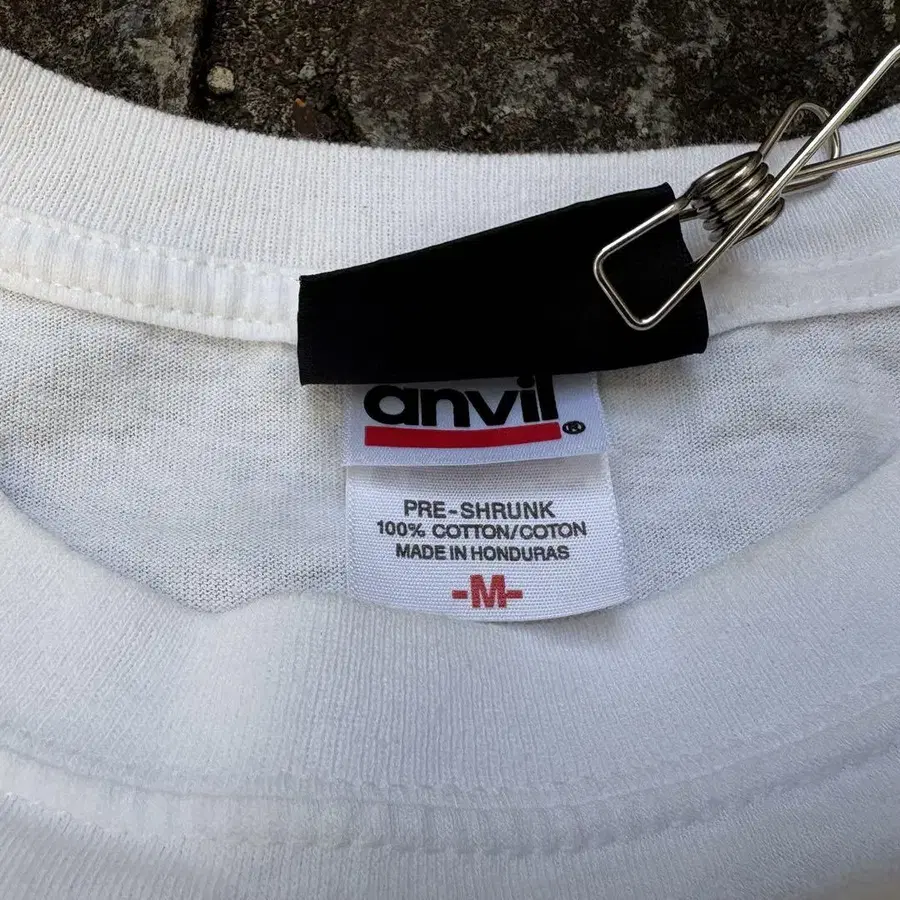 anvil®
PRE-SHRUNK
100% COTTON/COTON
MADE IN HONDURAS
-M-